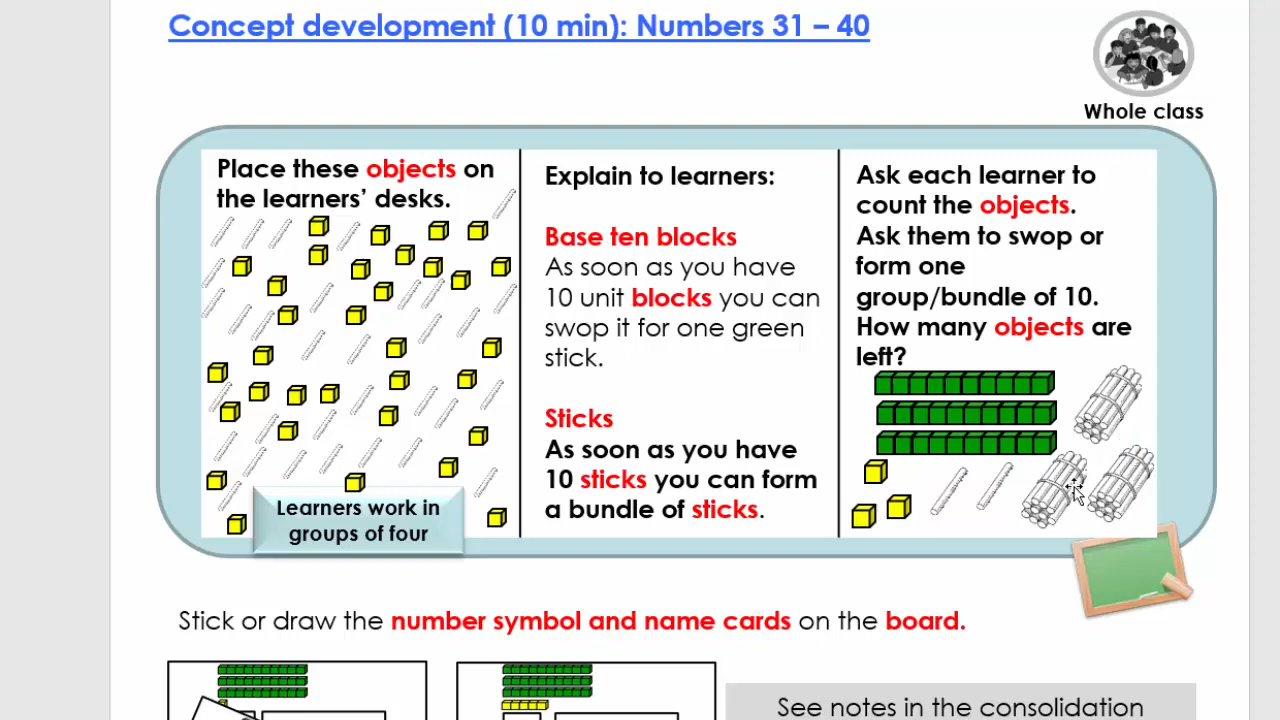 Concept development (10 min): Numbers 31 – 40
Whole class
Place these objects on
the learners’ desks.
Learners work in
groups of four
Explain to learners:
Base ten blocks
As soon as you have
10 unit blocks you can
swop it for one green
stick.
Sticks
As soon as you have
10 sticks you can form
a bundle of sticks.
Ask each learner to
count the objects.
Ask them to swop or
form one
group/bundle of 10.
How many objects are
left?
Stick or draw the number symbol and name cards on the board.
See notes in the consolidation